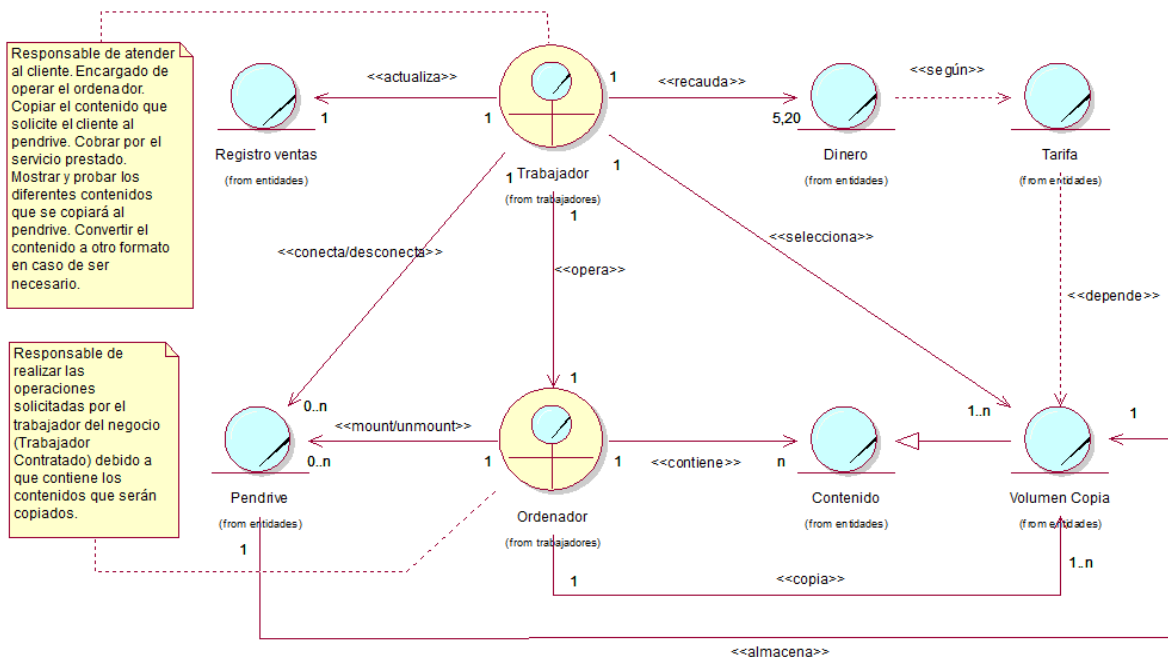 Responsable de atender
al cliente. Encargado de
operar el ordenador.
Copiar el contenido que
solicite el cliente al
pendrive. Cobrar por el
servicio prestado.
Mostrar y probar los
diferentes contenidos
que se copiará al
pendrive. Convertir el
contenido a otro formato
en caso de ser
necesario.
<<actualiza>>
1
1
Registro ventas
(from entidades)
Trabajador
(from trabajadores)
1
<<recauda>>
5,20
Dinero
(from entidades)
<<según>>
Tarifa
(from entidades)
1
1
1
<<conecta/desconecta>>
<<opera>>
<<selecciona>>
<<depende>>
Responsable de
realizar las
operaciones
solicitadas por el
trabajador del negocio
(Trabajador
Contratado) debido a
que contiene los
contenidos que serán
copiados.
0..n
1
1..n
1
<<mount/unmount>>
0..n
1
1
<<contiene>>
n
Pendrive
(from entidades)
Ordenador
(from trabajadores)
Contenido
(from entidades)
Volumen Copia
(from entidades)
1
1
<<copia>>
1..n
<<almacena>>